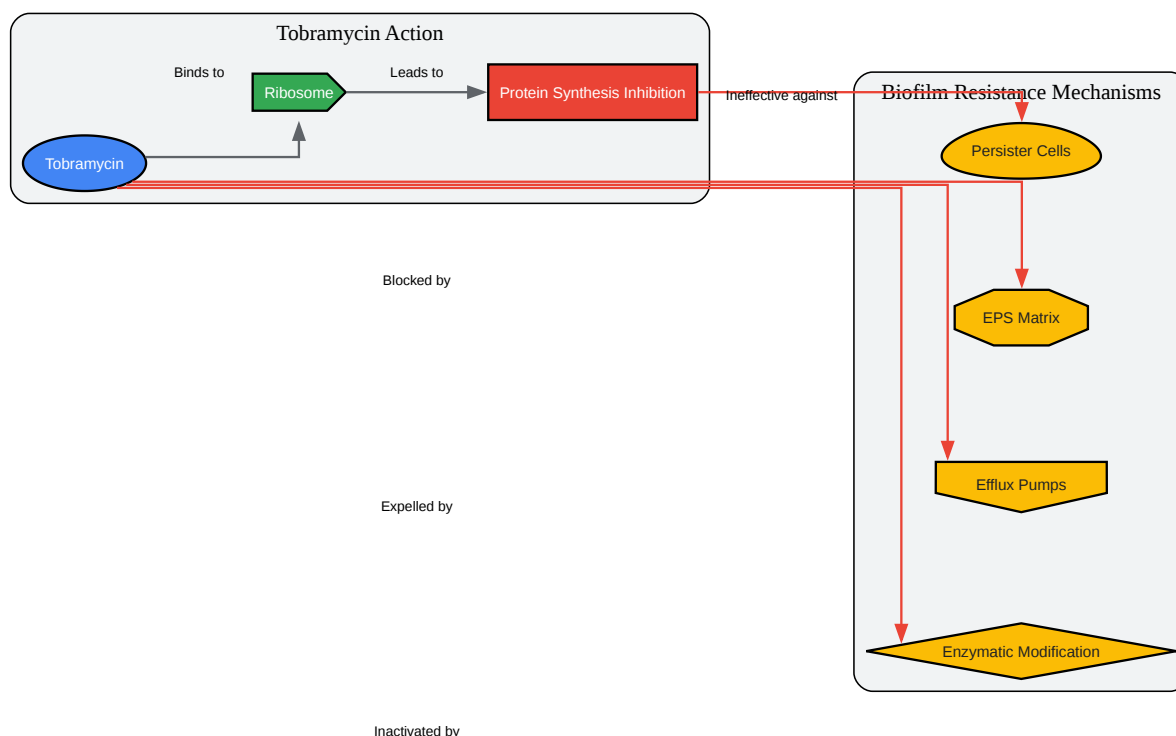 Tobramycin Action
Binds to
Leads to
Ribosome
Protein Synthesis Inhibition
Ineffective against
Biofilm Resistance Mechanisms
Tobramycin
Persister Cells
Blocked by
EPS Matrix
Expelled by
Efflux Pumps
Enzymatic Modification
Inactivated by